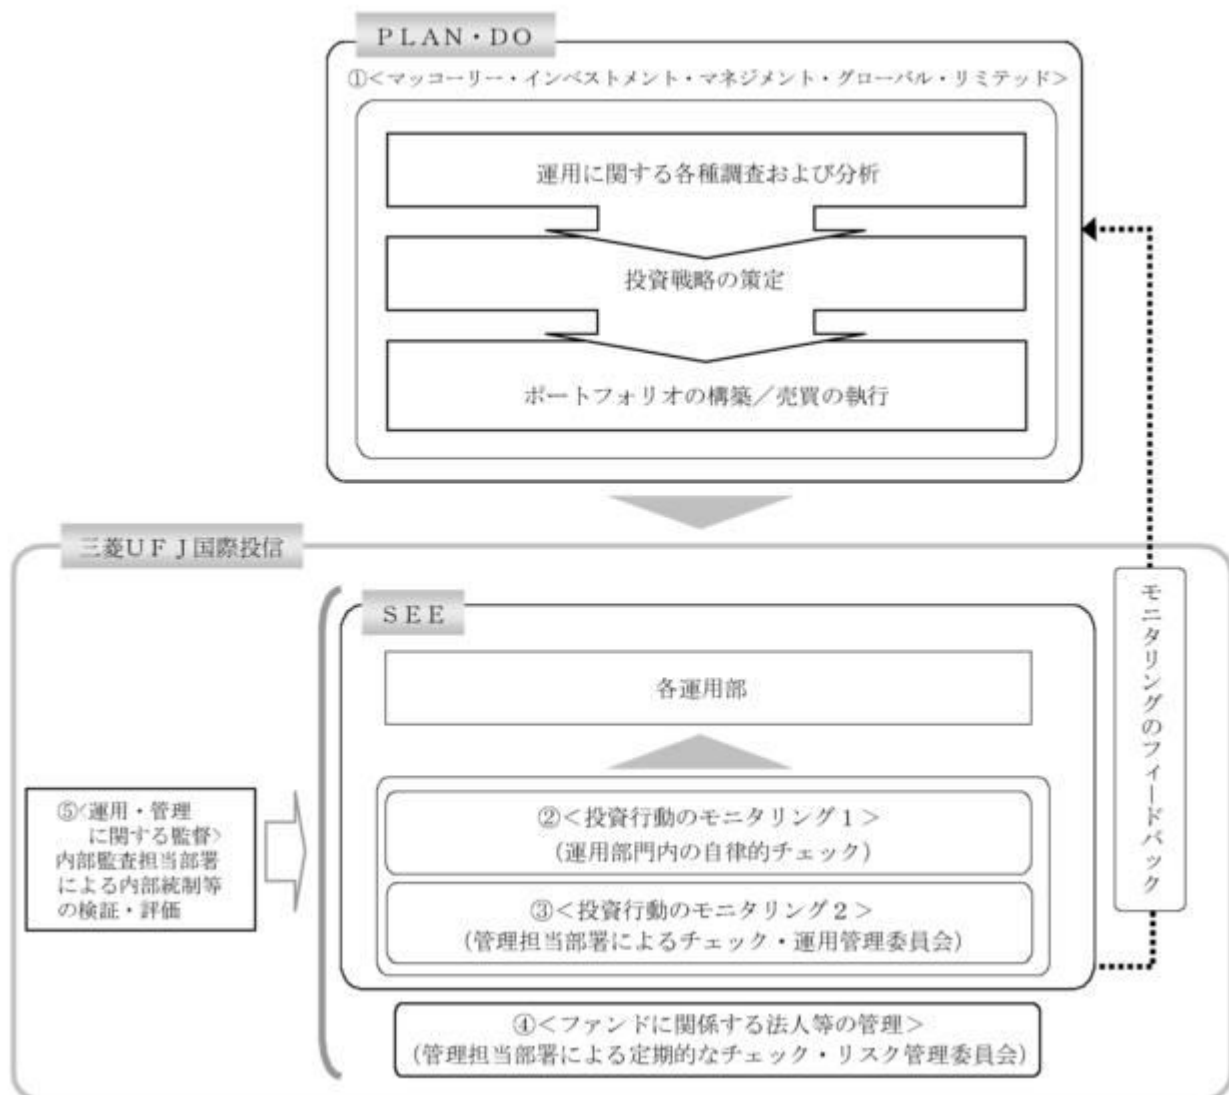 ＰＬＡＮ・ＤＯ
①＜マッコーリー・インベストメント・マネジメント・グローバル・リミテッド＞
運用に関する各種調査および分析
投資戦略の策定
ポートフォリオの構築／売買の執行
三菱ＵＦＪ国際投信
ＳＥＥ
各運用部
②＜投資行動のモニタリング１＞
（運用部門内の自律的チェック）
③＜投資行動のモニタリング２＞
（管理担当部署によるチェック・運用管理委員会）
④＜ファンドに関係する法人等の管理＞
（管理担当部署による定期的なチェック・リスク管理委員会）
⑤＜運用・管理
に関する監督＞
内部監査担当部署
による内部統制等
の検証・評価
モニタリングのフィードバック